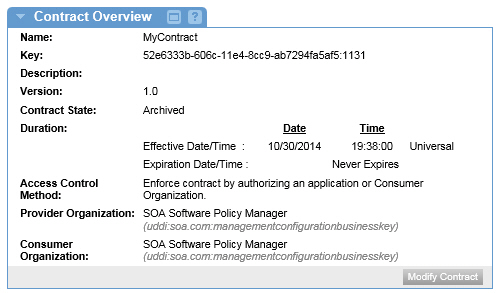 Contract Overview ?
Name: MyContract
Key: 52e6333b-606c-11e4-8cc9-ab7294fa5af5:1131
Description:
Version: 1.0
Contract State: Archived
Duration: Date Time
Effective Date/Time : 10/30/2014 19:38:00 Universal
Expiration Date/Time : Never Expires
Access Control Method: Enforce contract by authorizing an application or Consumer Organization.
Provider Organization: SOA Software Policy Manager
(uddi:soa.com:managementconfigurationbusinesskey)
Consumer Organization: SOA Software Policy Manager
(uddi:soa.com:managementconfigurationbusinesskey)
Modify Contract